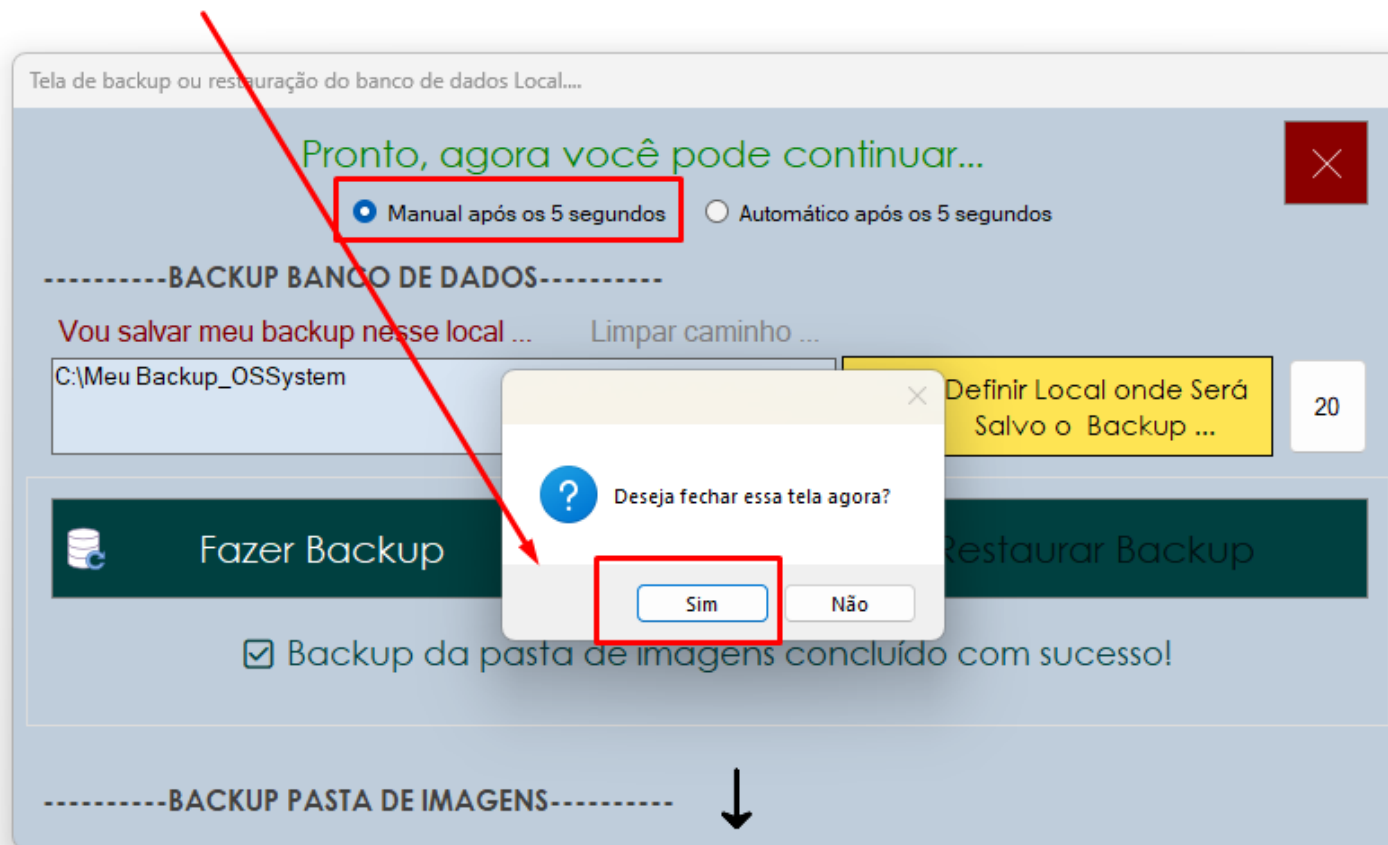 Tela de backup ou restauração do banco de dados Local....
Pronto, agora você pode continuar...
Manual após os 5 segundos
Automático após os 5 segundos
----------BACKUP BANCO DE DADOS----------
Vou salvar meu backup nesse local ...
Limpar caminho ...
C:\Meu Backup_OSSystem
Definir Local onde Será
Salvo o Backup ...
20
Deseja fechar essa tela agora?
Fazer Backup
Restaurar Backup
Sim
Não
Backup da pasta de imagens concluído com sucesso!
----------BACKUP PASTA DE IMAGENS----------